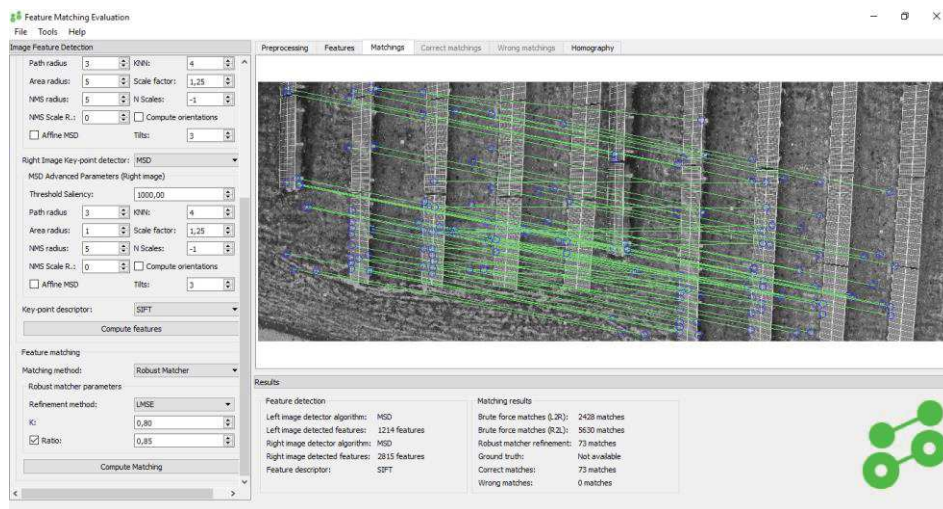 Feature Matching Evaluation
File Tools Help
Image Feature Detection
Path radius 3 KNN: 4
Area radius: 5 Scale factor: 1,25
NMS radius: 5 N Scales: -1
NMS Scale R.: 0 Compute orientations
Affine MSD Tilts: 3
Right Image Key-point detector: MSD
MSD Advanced Parameters (Right image)
Threshold Saliency: 1000,00
Path radius 3 KNN: 4
Area radius: 1 Scale factor: 1,25
NMS radius: 5 N Scales: -1
NMS Scale R.: 0 Compute orientations
Affine MSD Tilts: 3
Key-point descriptor: SIFT
Compute features
Feature matching
Matching method: Robust Matcher
Robust matcher parameters
Refinement method: LMSE
K: 0,80
Ratio: 0,85
Compute Matching
Preprocessing Features Matchings Correct matchings Wrong matchings Homography
Results
Feature detection
Left image detector algorithm: MSD
Left image detected features: 1214 features
Right image detector algorithm: MSD
Right image detected features: 2815 features
Feature descriptor: SIFT
Matching results
Brute force matches (L2R): 2428 matches
Brute force matches (R2L): 5630 matches
Robust matcher refinement: 73 matches
Ground truth: Not available
Correct matches: 73 matches
Wrong matches: 0 matches